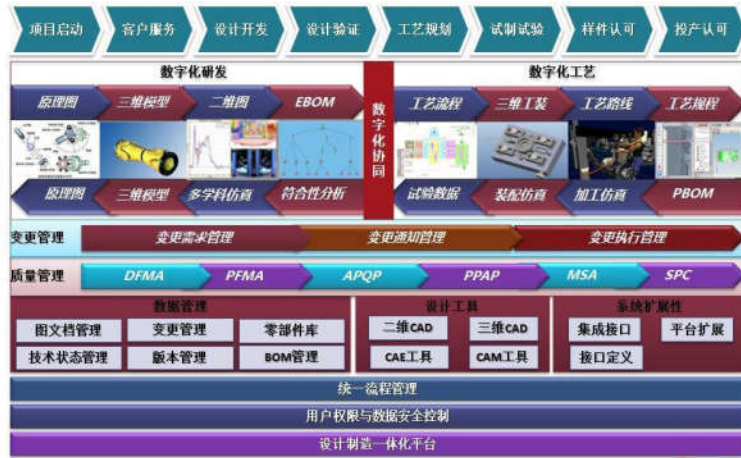 项目启动 客户服务 设计开发 设计验证 工艺规划 试制试验 样件认可 投产认可
数字化研发
原理图 三维模型 二维图 EBOM
原理图 三维模型 多学科仿真 符合性分析
数字化协同
数字化工艺
工艺流程 三维工装 工艺路线 工艺规程
试验数据 装配仿真 加工仿真 PBOM
变更管理 变更需求管理 变更通知管理 变更执行管理
质量管理 DFMA PFMA APQP PPAP MSA SPC
数据管理
图文档管理 变更管理 零部件库
技术状态管理 版本管理 BOM管理
设计工具
二维CAD 三维CAD
CAE工具 CAM工具
系统扩展性
集成接口 平台扩展
接口定义
统一流程管理
用户权限与数据安全控制
设计制造一体化平台